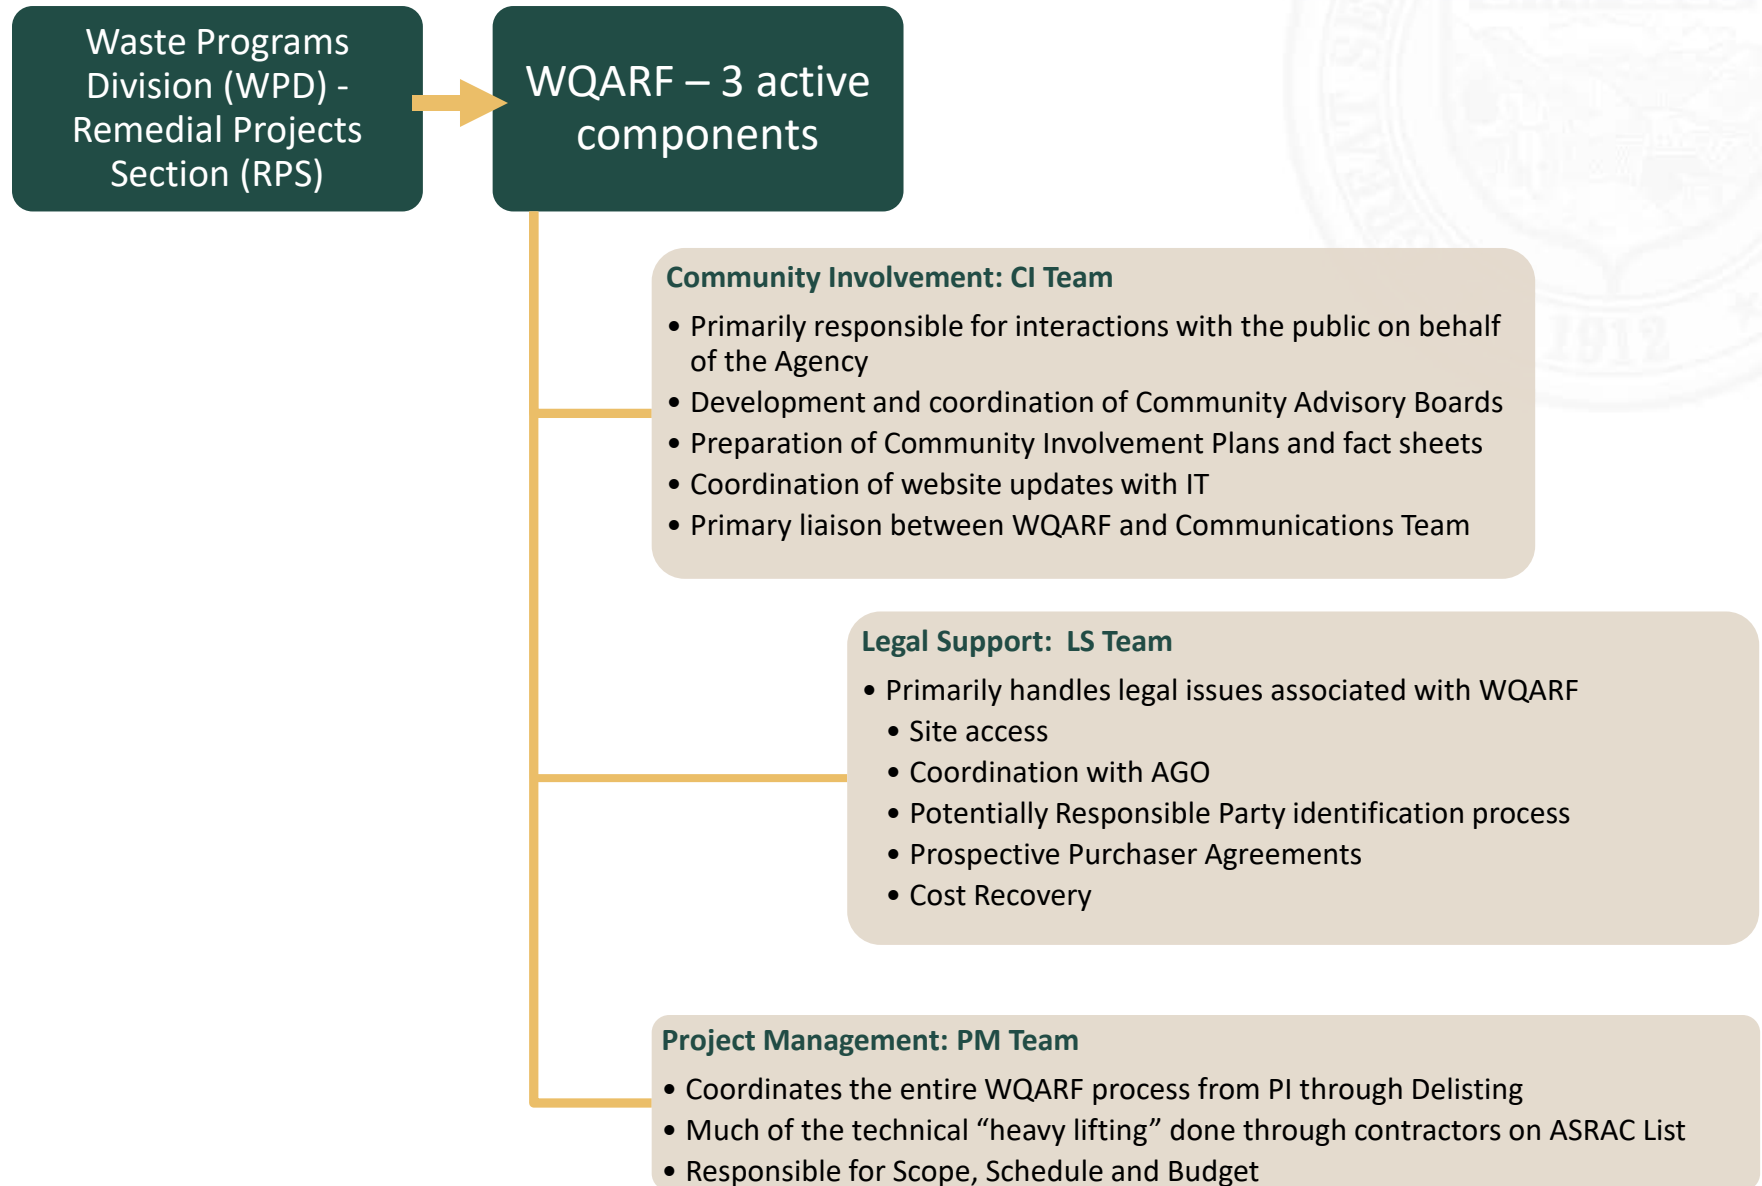 Waste Programs
Division (WPD) -
Remedial Projects
Section (RPS)
WQARF – 3 active
components
Community Involvement: CI Team
• Primarily responsible for interactions with the public on behalf
of the Agency
• Development and coordination of Community Advisory Boards
• Preparation of Community Involvement Plans and fact sheets
• Coordination of website updates with IT
• Primary liaison between WQARF and Communications Team
Legal Support: LS Team
• Primarily handles legal issues associated with WQARF
• Site access
• Coordination with AGO
• Potentially Responsible Party identification process
• Prospective Purchaser Agreements
• Cost Recovery
Project Management: PM Team
• Coordinates the entire WQARF process from PI through Delisting
• Much of the technical “heavy lifting” done through contractors on ASRAC List
• Responsible for Scope, Schedule and Budget
1912